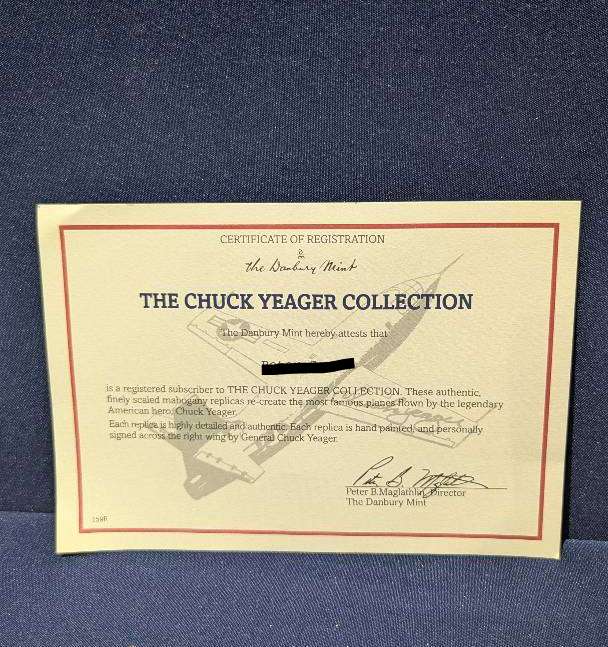 CERTIFICATE OF REGISTRATION
the Danbury Mint
THE CHUCK YEAGER COLLECTION
The Danbury Mint hereby attests that
is a registered subscriber to THE CHUCK YEAGER COLLECTION. These authentic,
finely scaled mahogany replicas re-create the most famous planes flown by the legendary
American hero, Chuck Yeager.
Each replica is highly detailed and authentic. Each replica is hand painted, and personally
signed across the right wing by General Chuck Yeager.
Peter B. Maglathlin, Director
The Danbury Mint